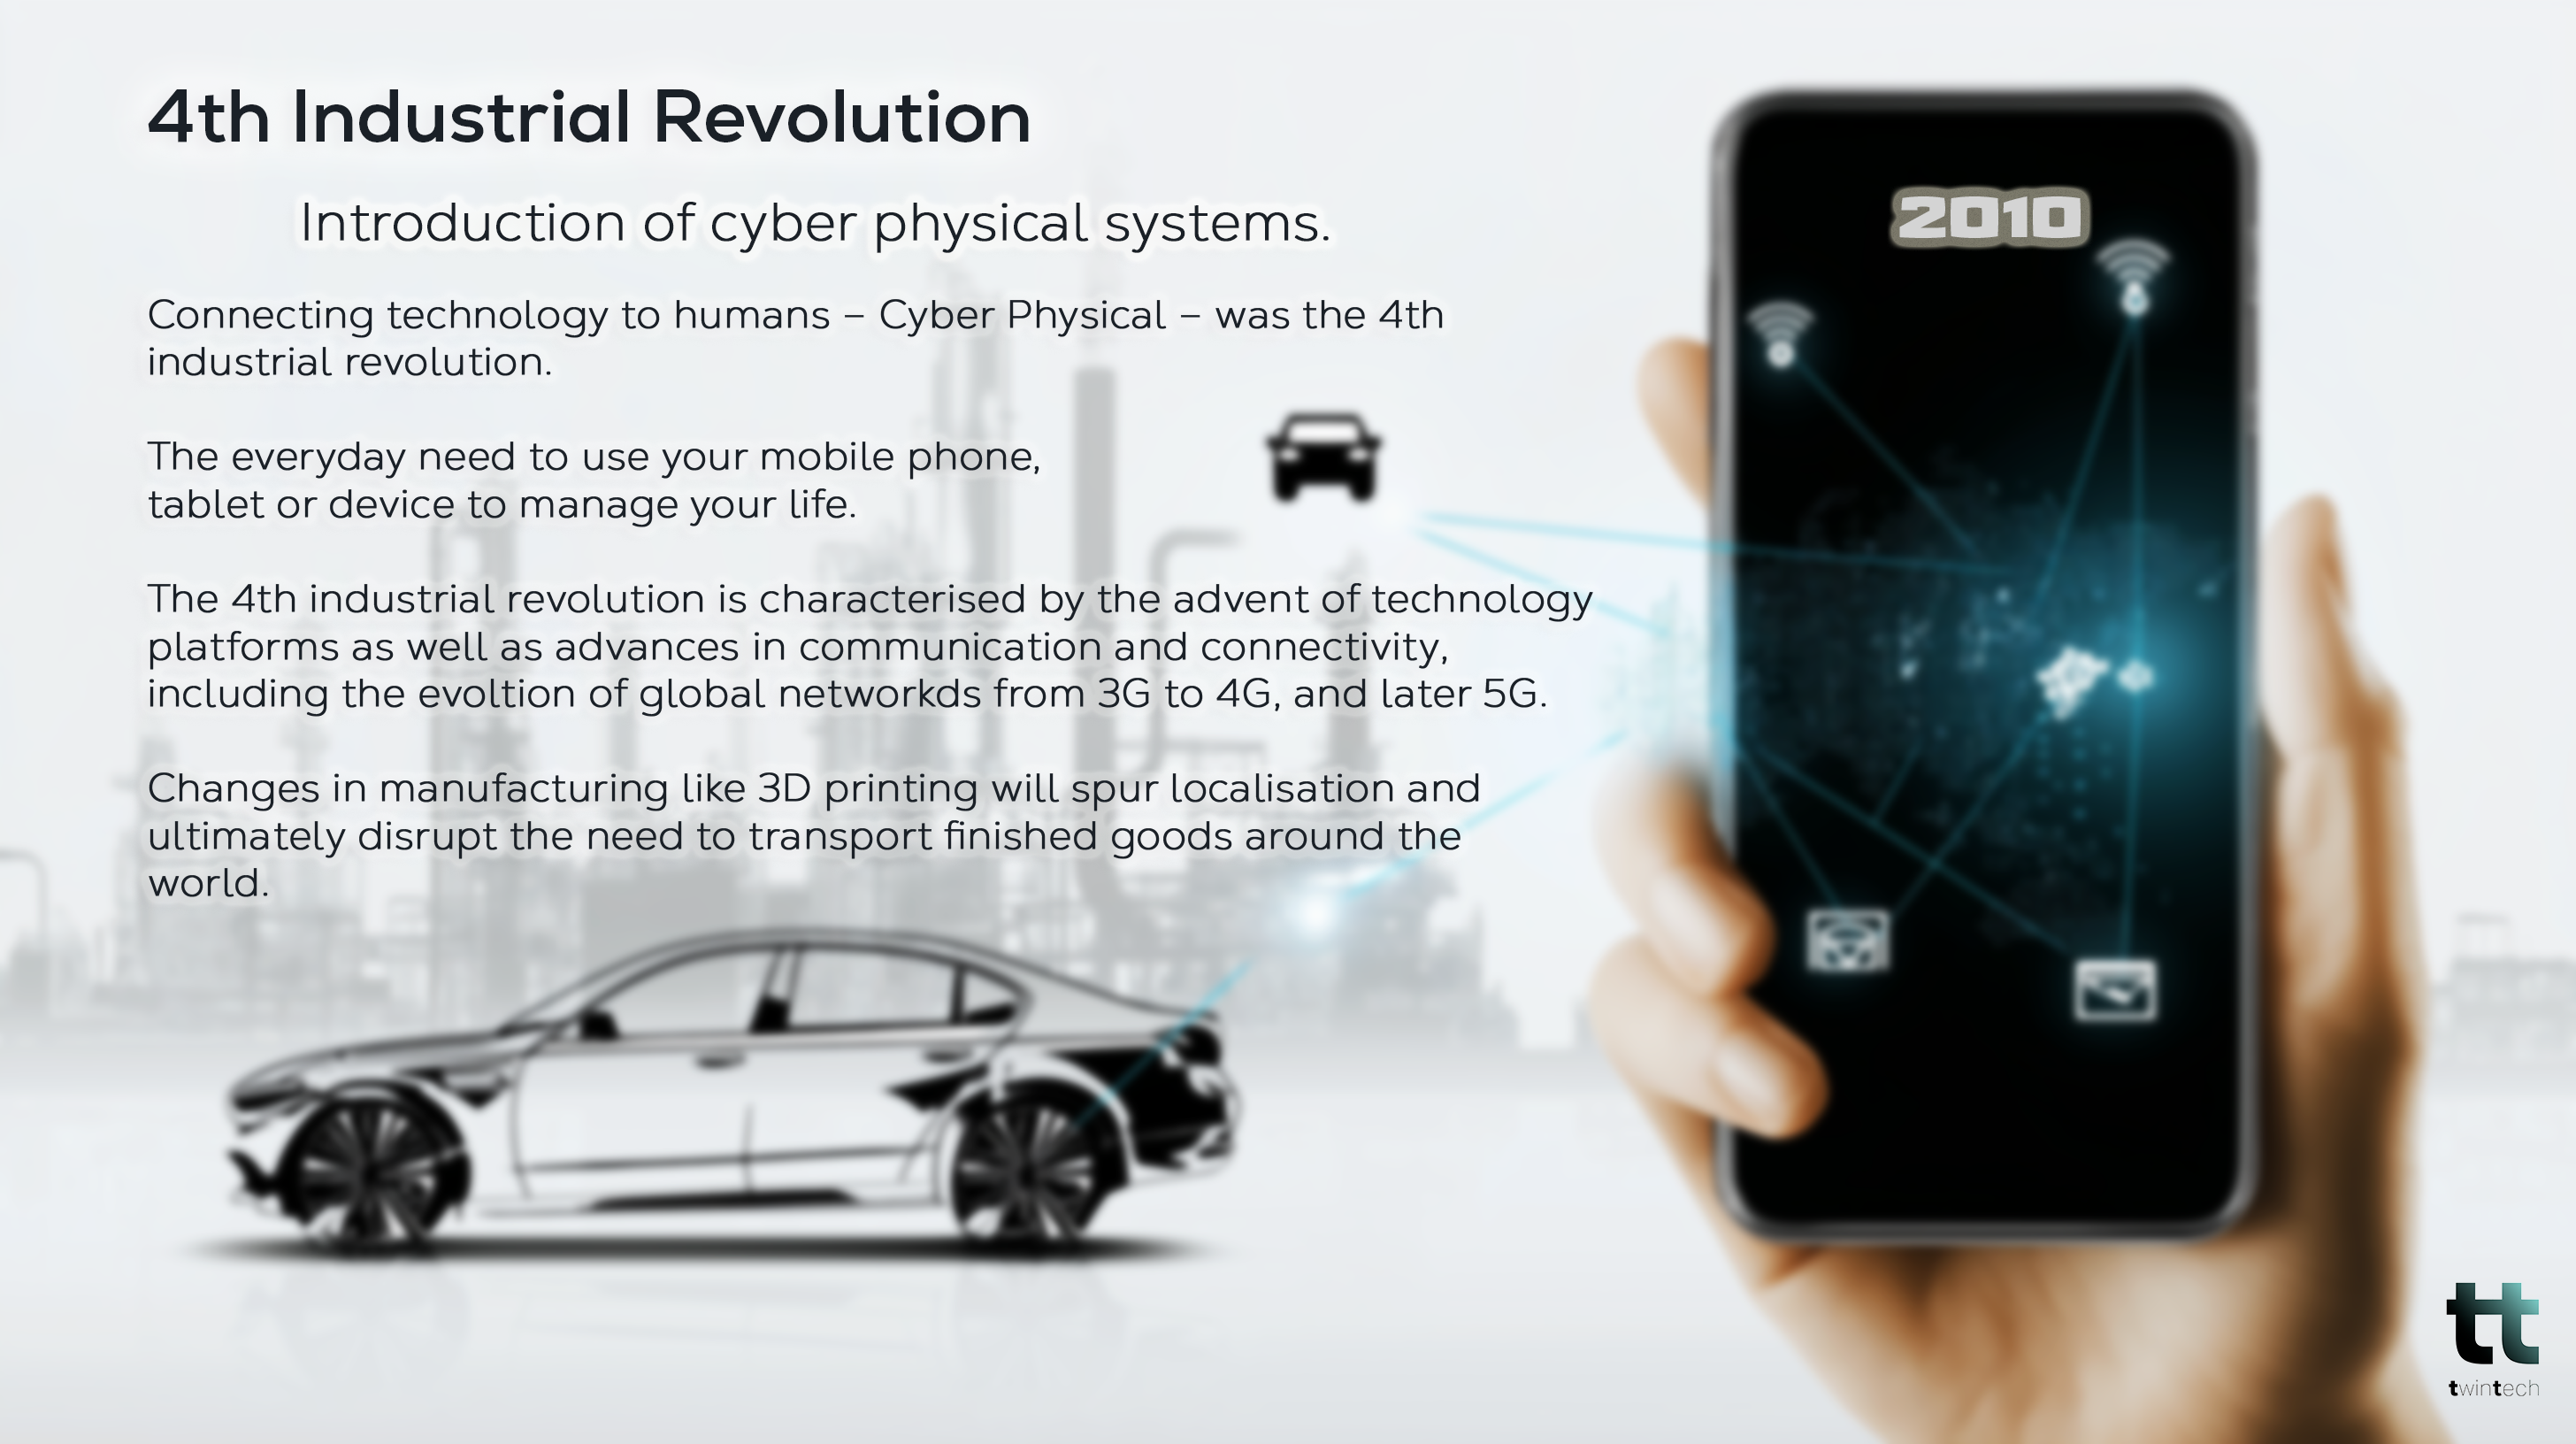 4th Industrial Revolution
Introduction of cyber physical systems.
Connecting technology to humans – Cyber Physical – was the 4th
industrial revolution.
The everyday need to use your mobile phone,
tablet or device to manage your life.
The 4th industrial revolution is characterised by the advent of technology
platforms as well as advances in communication and connectivity,
including the evoltion of global networkds from 3G to 4G, and later 5G.
Changes in manufacturing like 3D printing will spur localisation and
ultimately disrupt the need to transport finished goods around the
world.
2010
tt
twintech